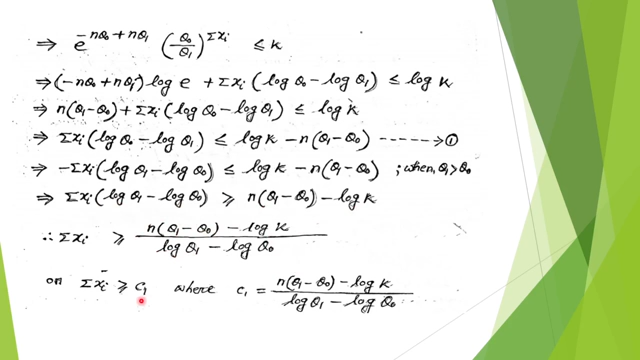 ⇒ e^{-nθ₀+nθ₁} (θ₀/θ₁)^{Σxᵢ} ≤ K
⇒ (-nθ₀+nθ₁) log e + Σxᵢ (log θ₀ - log θ₁) ≤ log K
⇒ n(θ₁-θ₀) + Σxᵢ (log θ₀ - log θ₁) ≤ log K
⇒ Σxᵢ (log θ₀ - log θ₁) ≤ log K - n(θ₁-θ₀) ------→ ①
⇒ -Σxᵢ (log θ₁ - log θ₀) ≤ log K - n(θ₁-θ₀) ; when, θ₁ > θ₀
⇒ Σxᵢ (log θ₁ - log θ₀) ≥ n(θ₁-θ₀) - log K
∴ Σxᵢ ≥ (n(θ₁-θ₀) - log K) / (log θ₁ - log θ₀)
or Σxᵢ ≥ c₁ where c₁ = (n(θ₁-θ₀) - log K) / (log θ₁ - log θ₀)